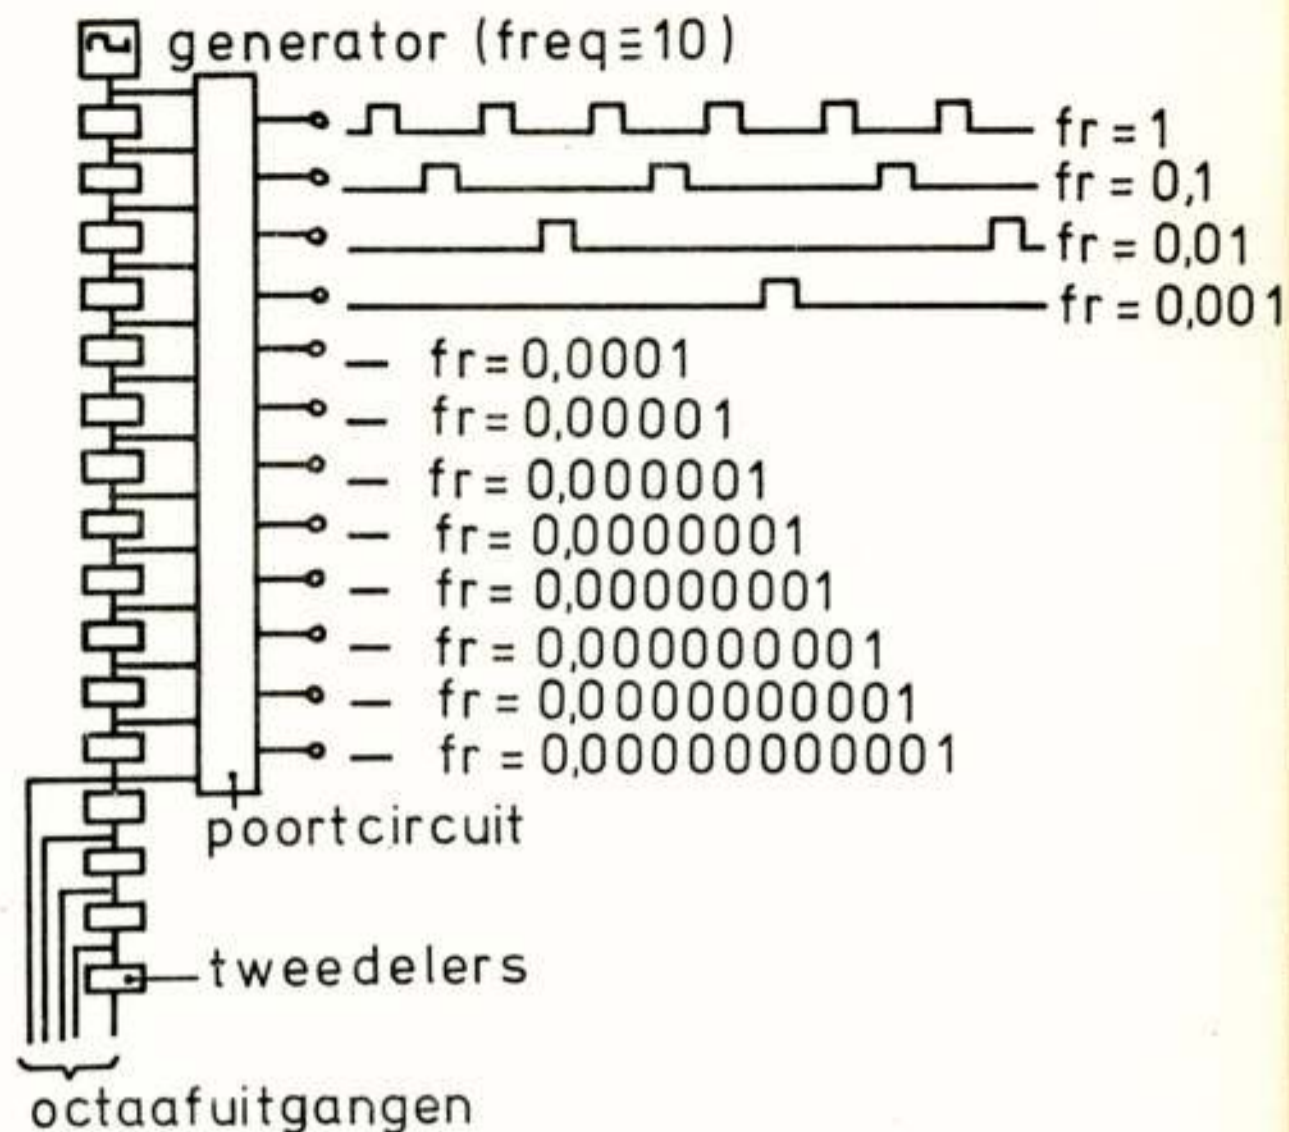 generator (freq≡10)
fr = 1
fr = 0,1
fr = 0,01
fr = 0,001
fr = 0,0001
fr = 0,00001
fr = 0,000001
fr = 0,0000001
fr = 0,00000001
fr = 0,000000001
fr = 0,0000000001
fr = 0,00000000001
poortcircuit
tweedelers
octaafuitgangen